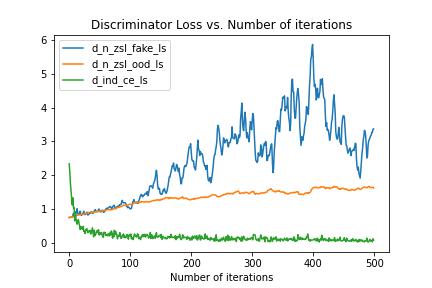 Discriminator Loss vs. Number of iterations
6
5
4
3
2
1
0
d_n_zsl_fake_ls
d_n_zsl_ood_ls
d_ind_ce_ls
0 100 200 300 400 500
Number of iterations